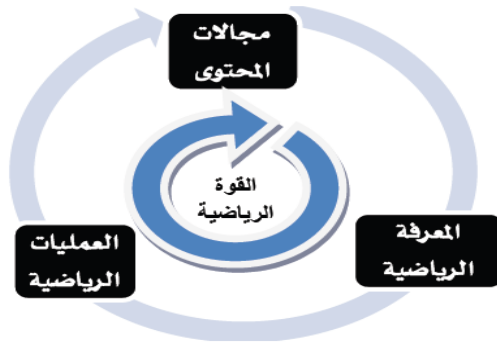 مجالات
المحتوى
القوة
الرياضية
المعرفة
الرياضية
العمليات
الرياضية